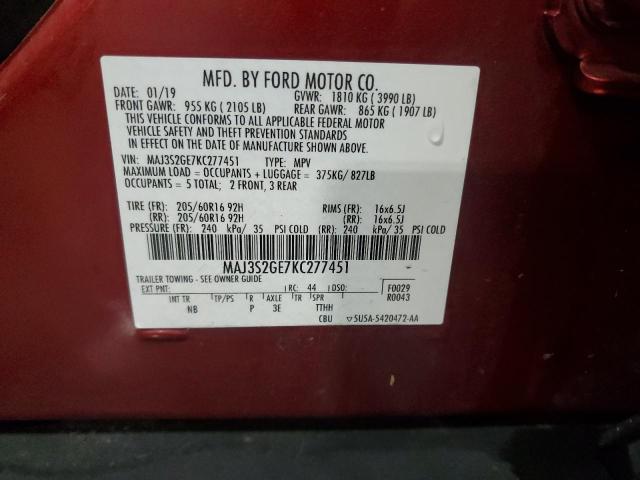 MFD. BY FORD MOTOR CO.
DATE: 01/19 GVWR: 1810 KG ( 3990 LB)
FRONT GAWR: 955 KG ( 2105 LB) REAR GAWR: 865 KG ( 1907 LB)
THIS VEHICLE CONFORMS TO ALL APPLICABLE FEDERAL MOTOR
VEHICLE SAFETY AND THEFT PREVENTION STANDARDS
IN EFFECT ON THE DATE OF MANUFACTURE SHOWN ABOVE.
VIN: MAJ3S2GE7KC277451 TYPE: MPV
MAXIMUM LOAD = OCCUPANTS + LUGGAGE = 375KG/ 827LB
OCCUPANTS = 5 TOTAL; 2 FRONT, 3 REAR
TIRE (FR): 205/60R16 92H RIMS (FR): 16x6.5J
(RR): 205/60R16 92H (RR): 16x6.5J
PRESSURE (FR): 240 kPa/ 35 PSI COLD (RR): 240 kPa/ 35 PSI COLD
MAJ3S2GE7KC277451
TRAILER TOWING - SEE OWNER GUIDE
EXT PNT: RC: 44 DSO: F0029
R0043
INT TR TP/PS R AXLE TR SPR
NB P 3E TTHH
CBU ▽5U5A-5420472-AA